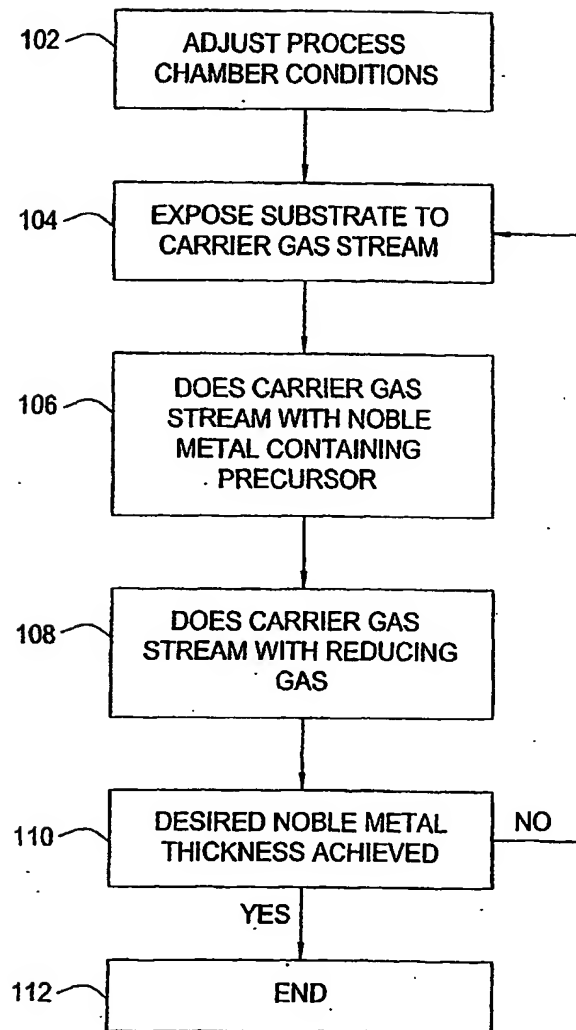 102
ADJUST PROCESS
CHAMBER CONDITIONS
104
EXPOSE SUBSTRATE TO
CARRIER GAS STREAM
106
DOES CARRIER GAS
STREAM WITH NOBLE
METAL CONTAINING
PRECURSOR
108
DOES CARRIER GAS
STREAM WITH REDUCING
GAS
110
DESIRED NOBLE METAL
THICKNESS ACHIEVED
NO
YES
112
END